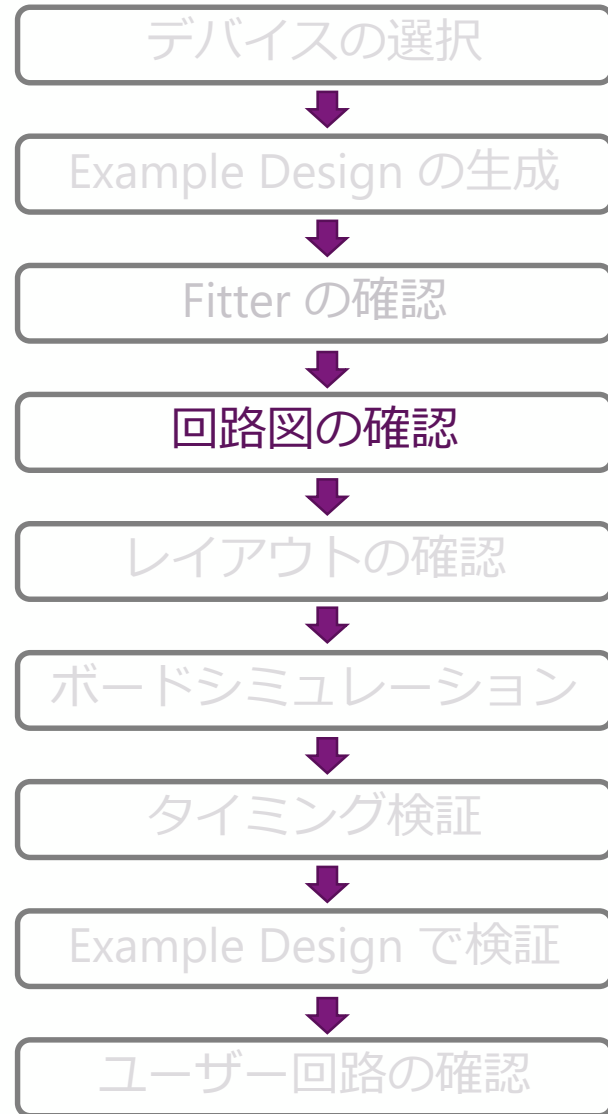 デバイスの選択
Example Design の生成
Fitter の確認
回路図の確認
レイアウトの確認
ボードシミュレーション
タイミング検証
Example Design で検証
ユーザー回路の確認